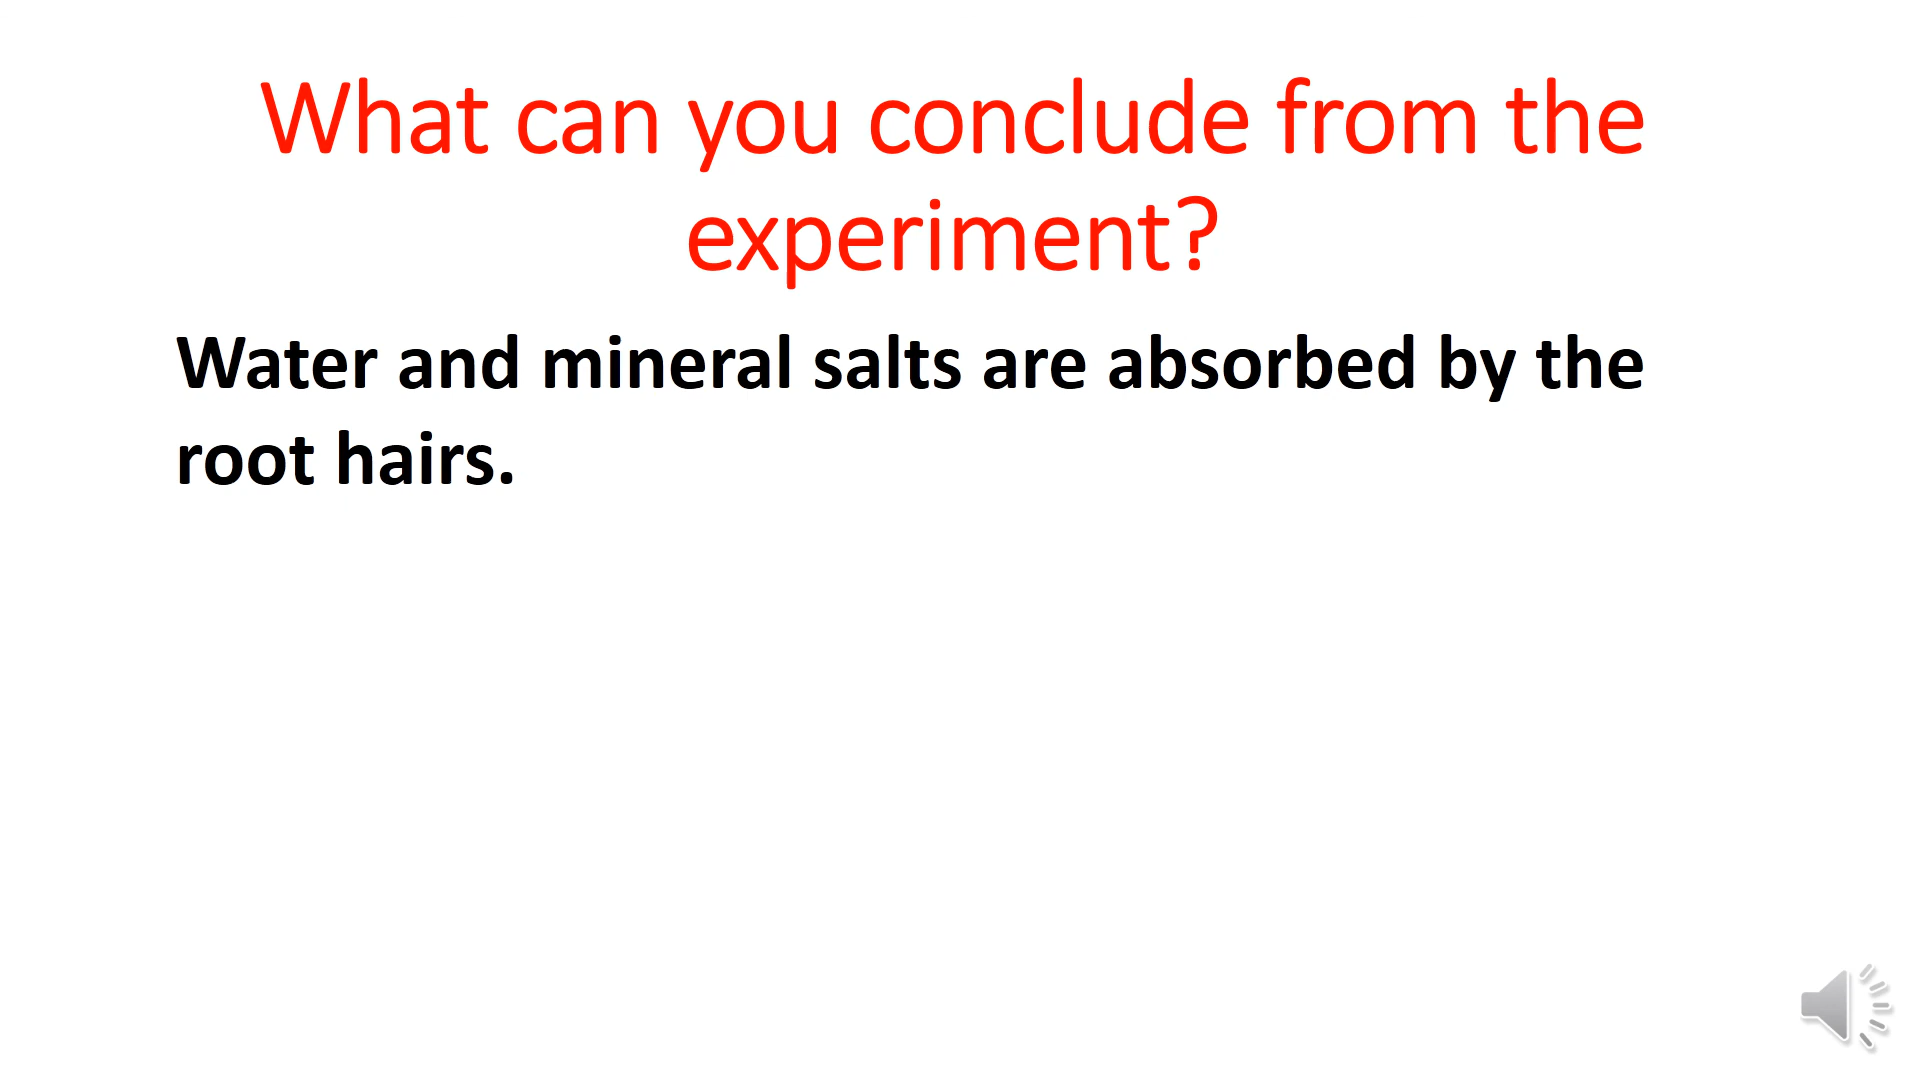 What can you conclude from the
experiment?
Water and mineral salts are absorbed by the
root hairs.